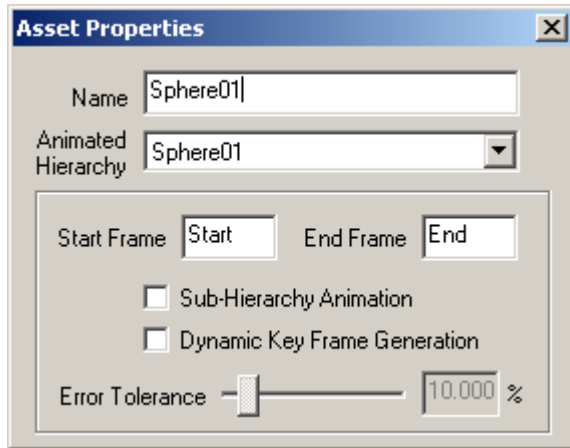 Asset Properties
Name Sphere01
Animated
Hierarchy Sphere01
Start Frame Start End Frame End
Sub-Hierarchy Animation
Dynamic Key Frame Generation
Error Tolerance 10.000 %